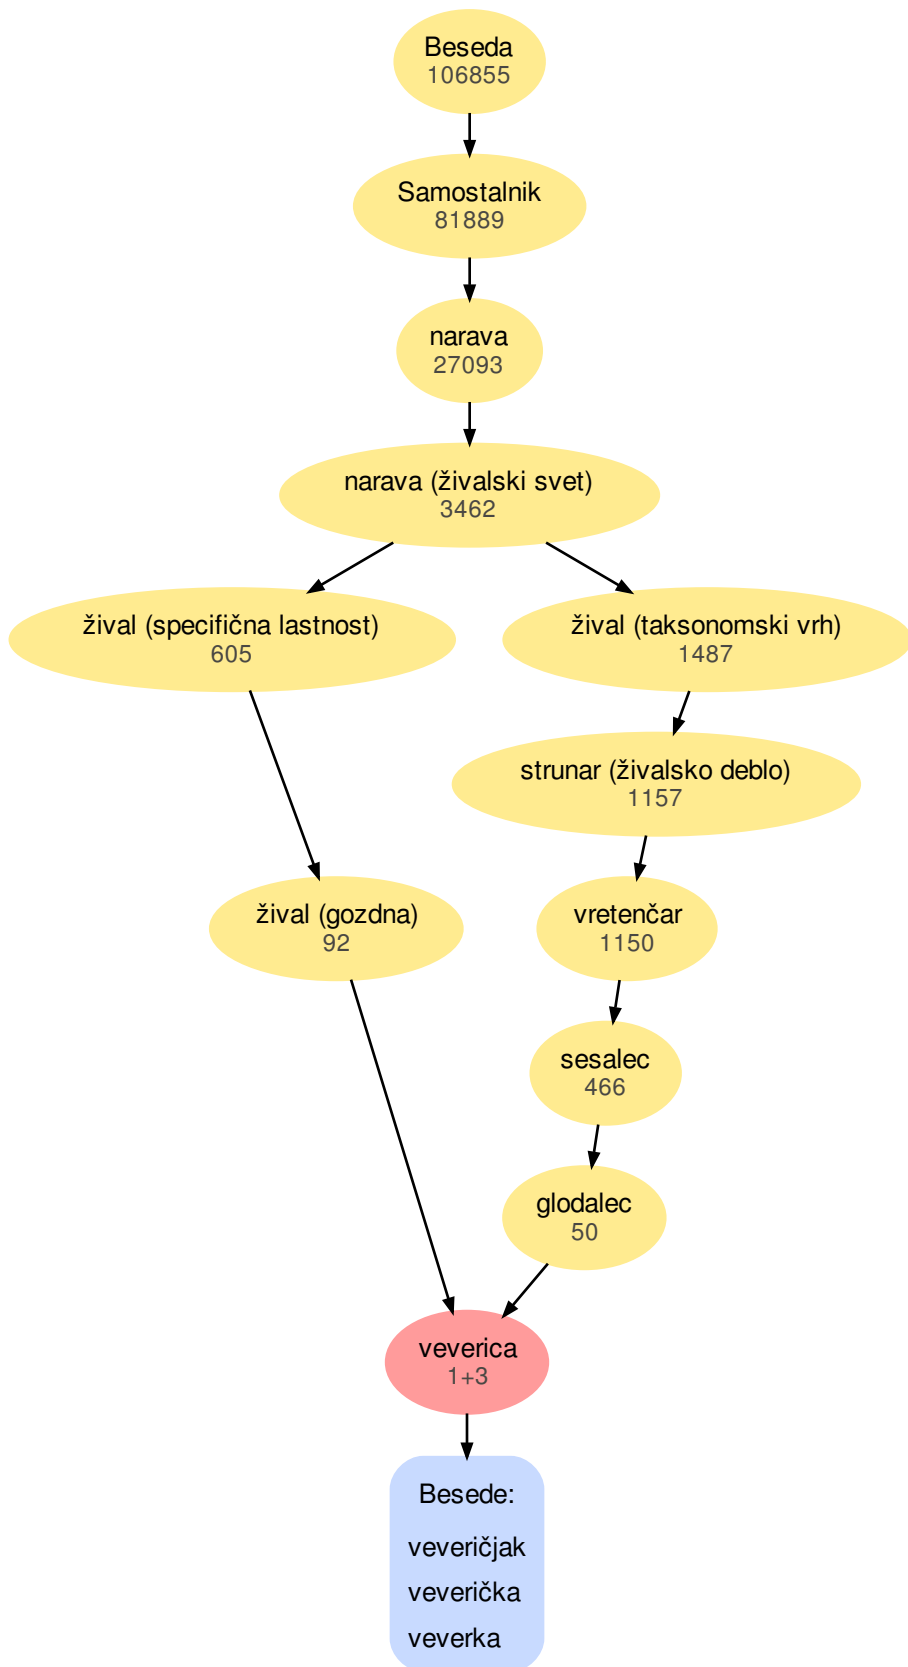 Beseda
106855
Samostalnik
81889
narava
27093
narava (živalski svet)
3462
žival (specifična lastnost)
605
žival (taksonomski vrh)
1487
strunar (živalsko deblo)
1157
žival (gozdna)
92
vretenčar
1150
sesalec
466
glodalec
50
veverica
1+3
Besede:
veveričjak
veverička
veverka